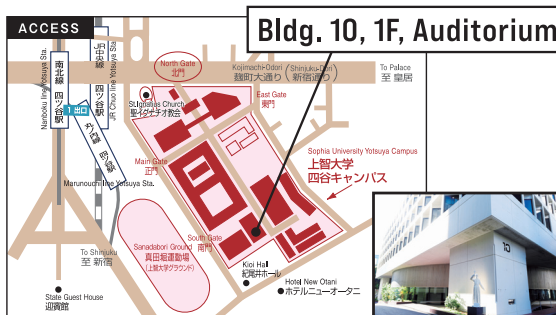 ACCESS
Bldg. 10, 1F, Auditorium
Nanboku line Yotsuya Sta.
南北線 四ツ谷駅
JR中央線 四ツ谷駅
JR Chuo line Yotsuya Sta.
1 出口
丸ノ内線 四ツ谷駅
Marunouchi line Yotsuya Sta.
North Gate
北門
Kojimachi-Odori (Shinjuku-Dori)
麹町大通り(新宿通り)
To Palace
至 皇居
St.Ignatius Church
聖イグナチオ教会
East Gate
東門
Main Gate
正門
Sophia University Yotsuya Campus
上智大学
四谷キャンパス
South Gate
南門
To Shinjuku
至 新宿
Sanadabori Ground
真田堀運動場
(上智大学グラウンド)
Kioi Hall
紀尾井ホール
Hotel New Otani
ホテルニューオータニ
State Guest House
迎賓館
10